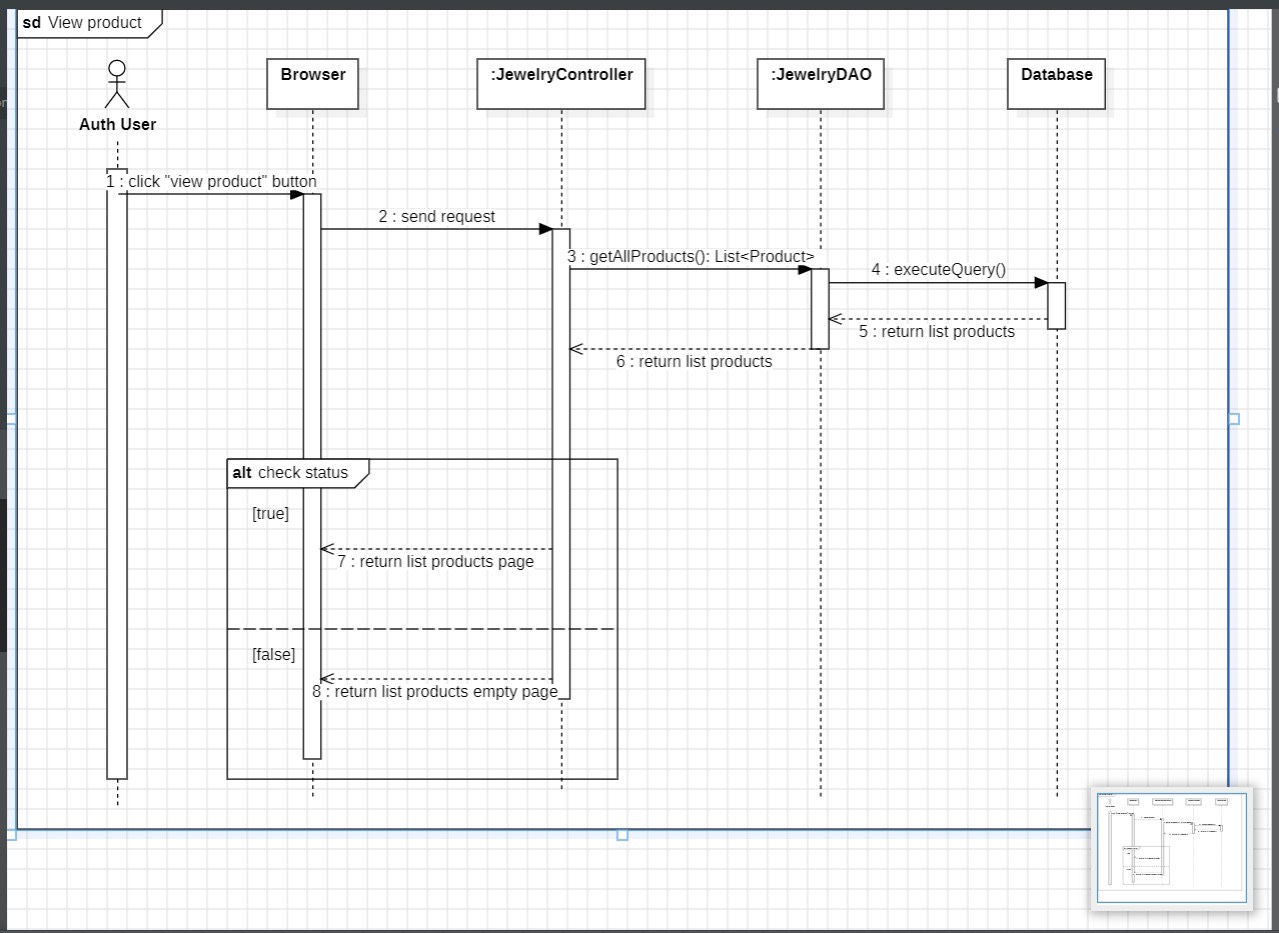 sd View product
Auth User
Browser
:JewelryController
:JewelryDAO
Database
1 : click "view product" button
2 : send request
3 : getAllProducts(): List<Product>
4 : executeQuery()
5 : return list products
6 : return list products
alt check status
[true]
7 : return list products page
[false]
8 : return list products empty page